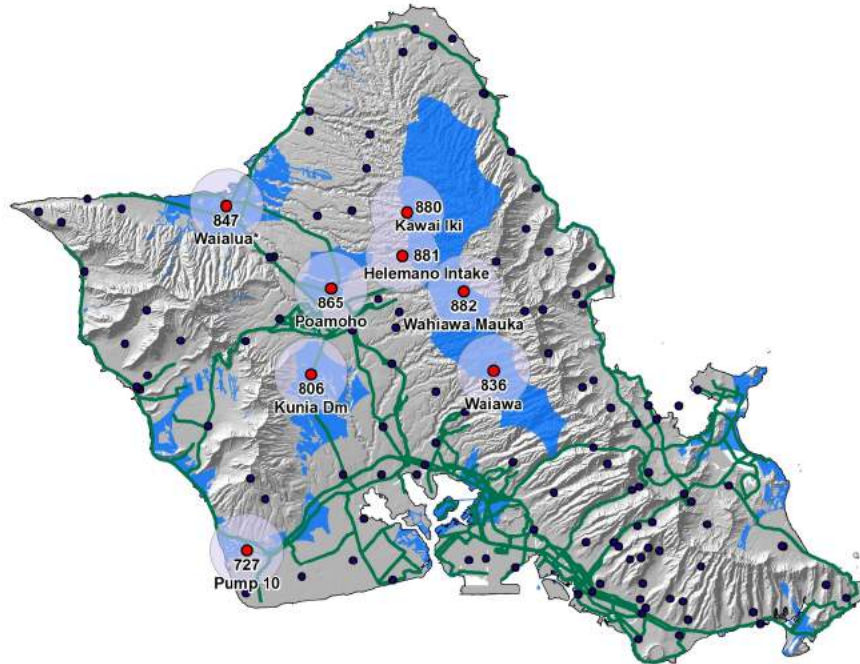 880
Kawai Iki
847
Waialua*
881
Helemano Intake
865
Poamoho
882
Wahiawa Mauka
806
Kunia Dm
836
Waiawa
727
Pump 10